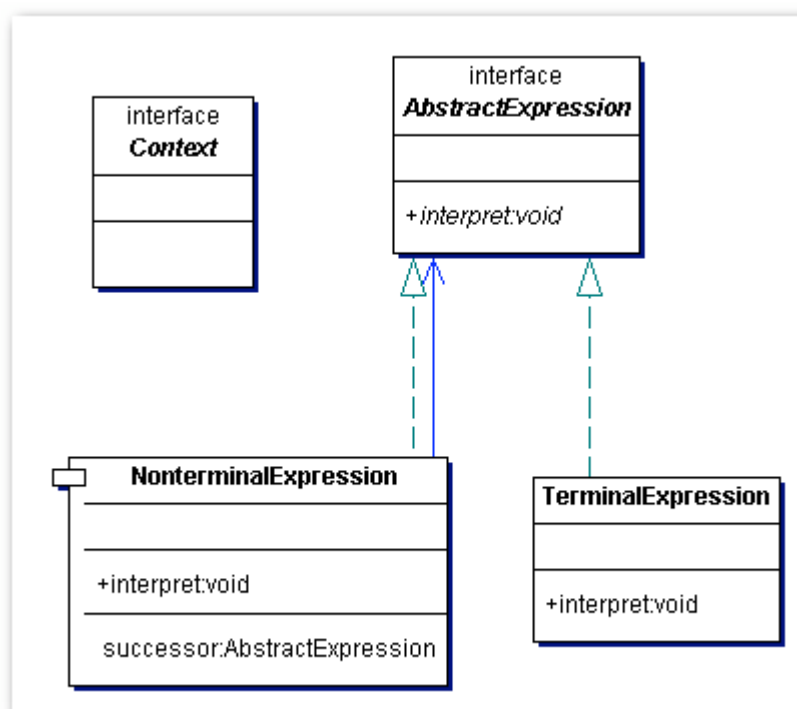 interface
Context
interface
AbstractExpression
+interpret:void
NonterminalExpression
+interpret:void
successor:AbstractExpression
TerminalExpression
+interpret:void